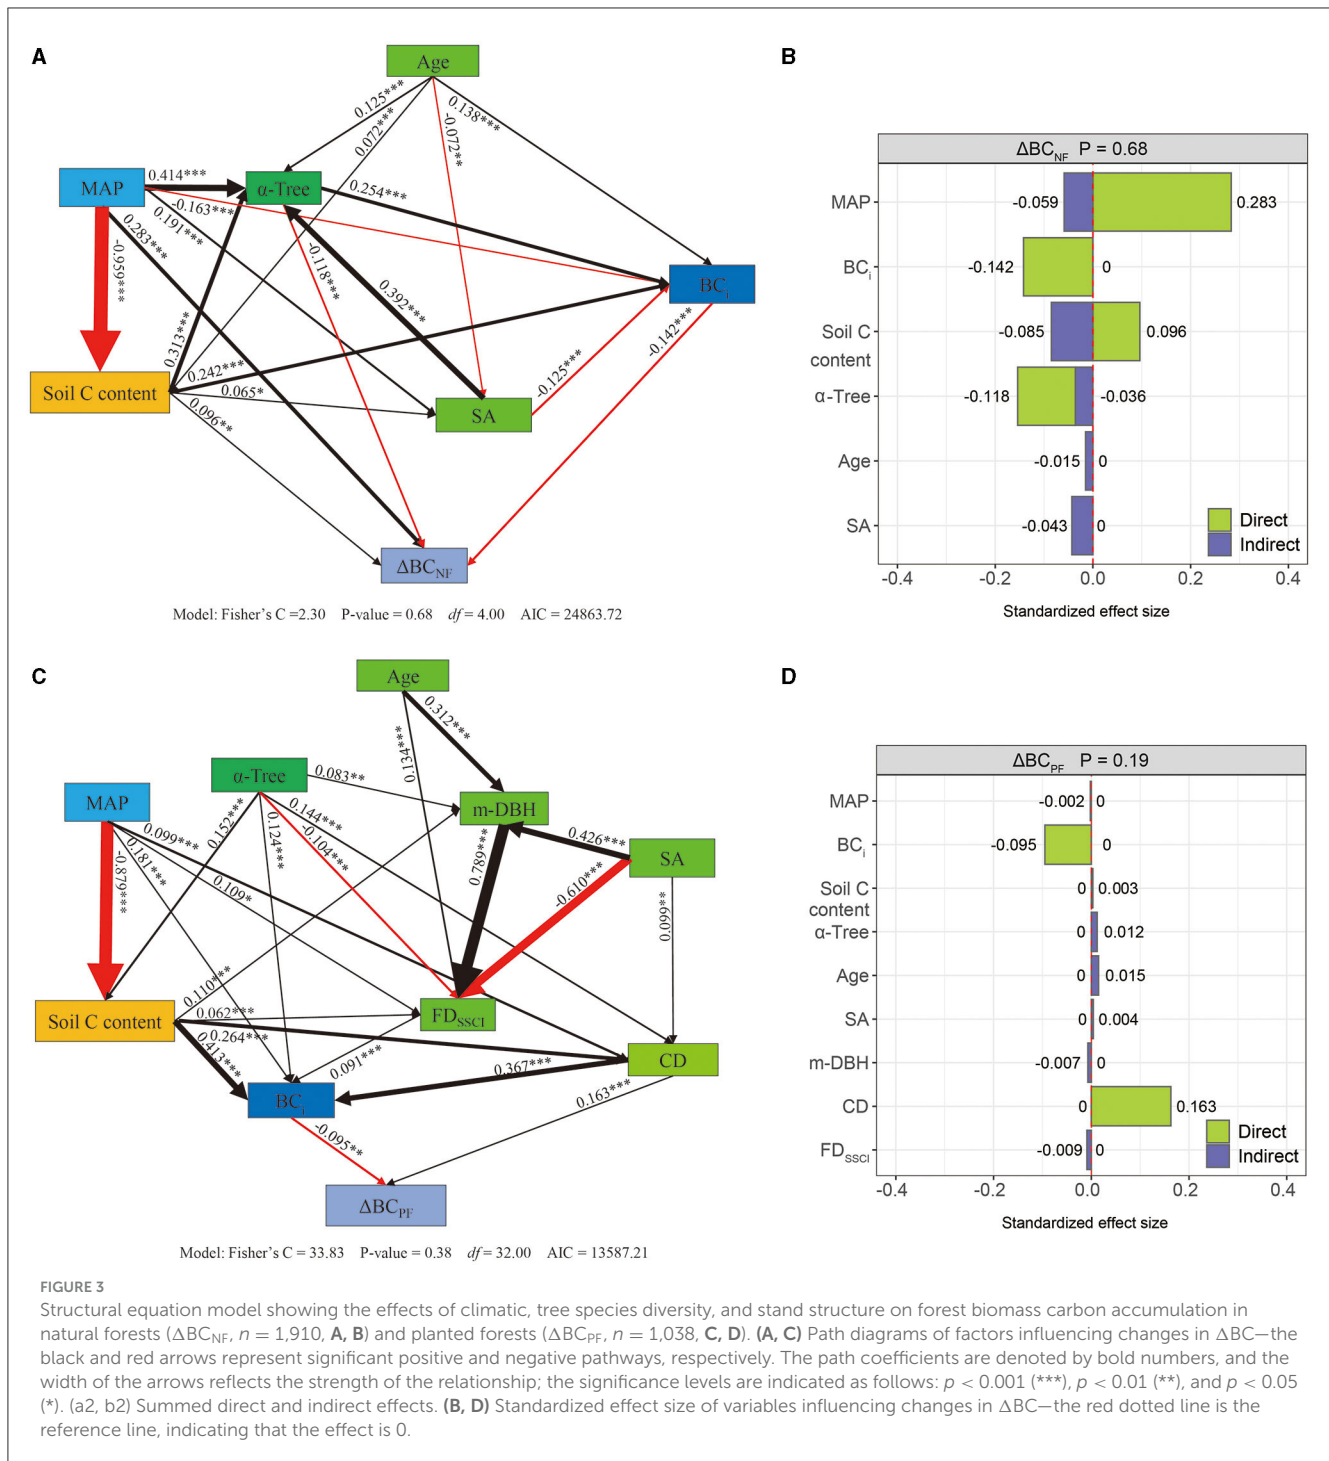 A
Age
0.125***
0.072***
-0.072**
0.138***
MAP
0.414***
α-Tree
0.254***
-0.163***
0.191***
0.283***
-0.959***
-0.118***
0.392***
BCi
0.313***
-0.142***
Soil C content
0.242***
0.065*
0.096**
-0.125***
SA
ΔBCNF
Model: Fisher's C =2.30 P-value = 0.68 df = 4.00 AIC = 24863.72
B
ΔBCNF P = 0.68
MAP
-0.059
0.283
BCi
-0.142
0
Soil C
content
-0.085
0.096
α-Tree
-0.118
-0.036
Age
-0.015
0
SA
-0.043
0
Direct
Indirect
-0.4
-0.2
0.0
0.2
0.4
Standardized effect size
C
Age
0.312***
0.134***
α-Tree
0.083**
MAP
m-DBH
0.144***
-0.104***
0.124***
0.152***
0.099***
0.181***
-0.879***
0.109*
0.789***
0.426***
SA
-0.610***
0.099**
0.110***
Soil C content
0.062***
0.264***
0.413***
FDSSCI
0.091***
CD
0.367***
0.163***
BCi
-0.095**
ΔBCPF
Model: Fisher's C = 33.83 P-value = 0.38 df = 32.00 AIC = 13587.21
D
ΔBCPF P = 0.19
MAP
-0.002
0
BCi
-0.095
0
Soil C
content
0
0.003
α-Tree
0
0.012
Age
0
0.015
SA
0
0.004
m-DBH
-0.007
0
CD
0
0.163
FDSSCI
-0.009
0
Direct
Indirect
-0.4
-0.2
0.0
0.2
0.4
Standardized effect size
FIGURE 3
Structural equation model showing the effects of climatic, tree species diversity, and stand structure on forest biomass carbon accumulation in
natural forests (ΔBCNF, n = 1,910, A, B) and planted forests (ΔBCPF, n = 1,038, C, D). (A, C) Path diagrams of factors influencing changes in ΔBC—the
black and red arrows represent significant positive and negative pathways, respectively. The path coefficients are denoted by bold numbers, and the
width of the arrows reflects the strength of the relationship; the significance levels are indicated as follows: p < 0.001 (***), p < 0.01 (**), and p < 0.05
(*). (a2, b2) Summed direct and indirect effects. (B, D) Standardized effect size of variables influencing changes in ΔBC—the red dotted line is the
reference line, indicating that the effect is 0.